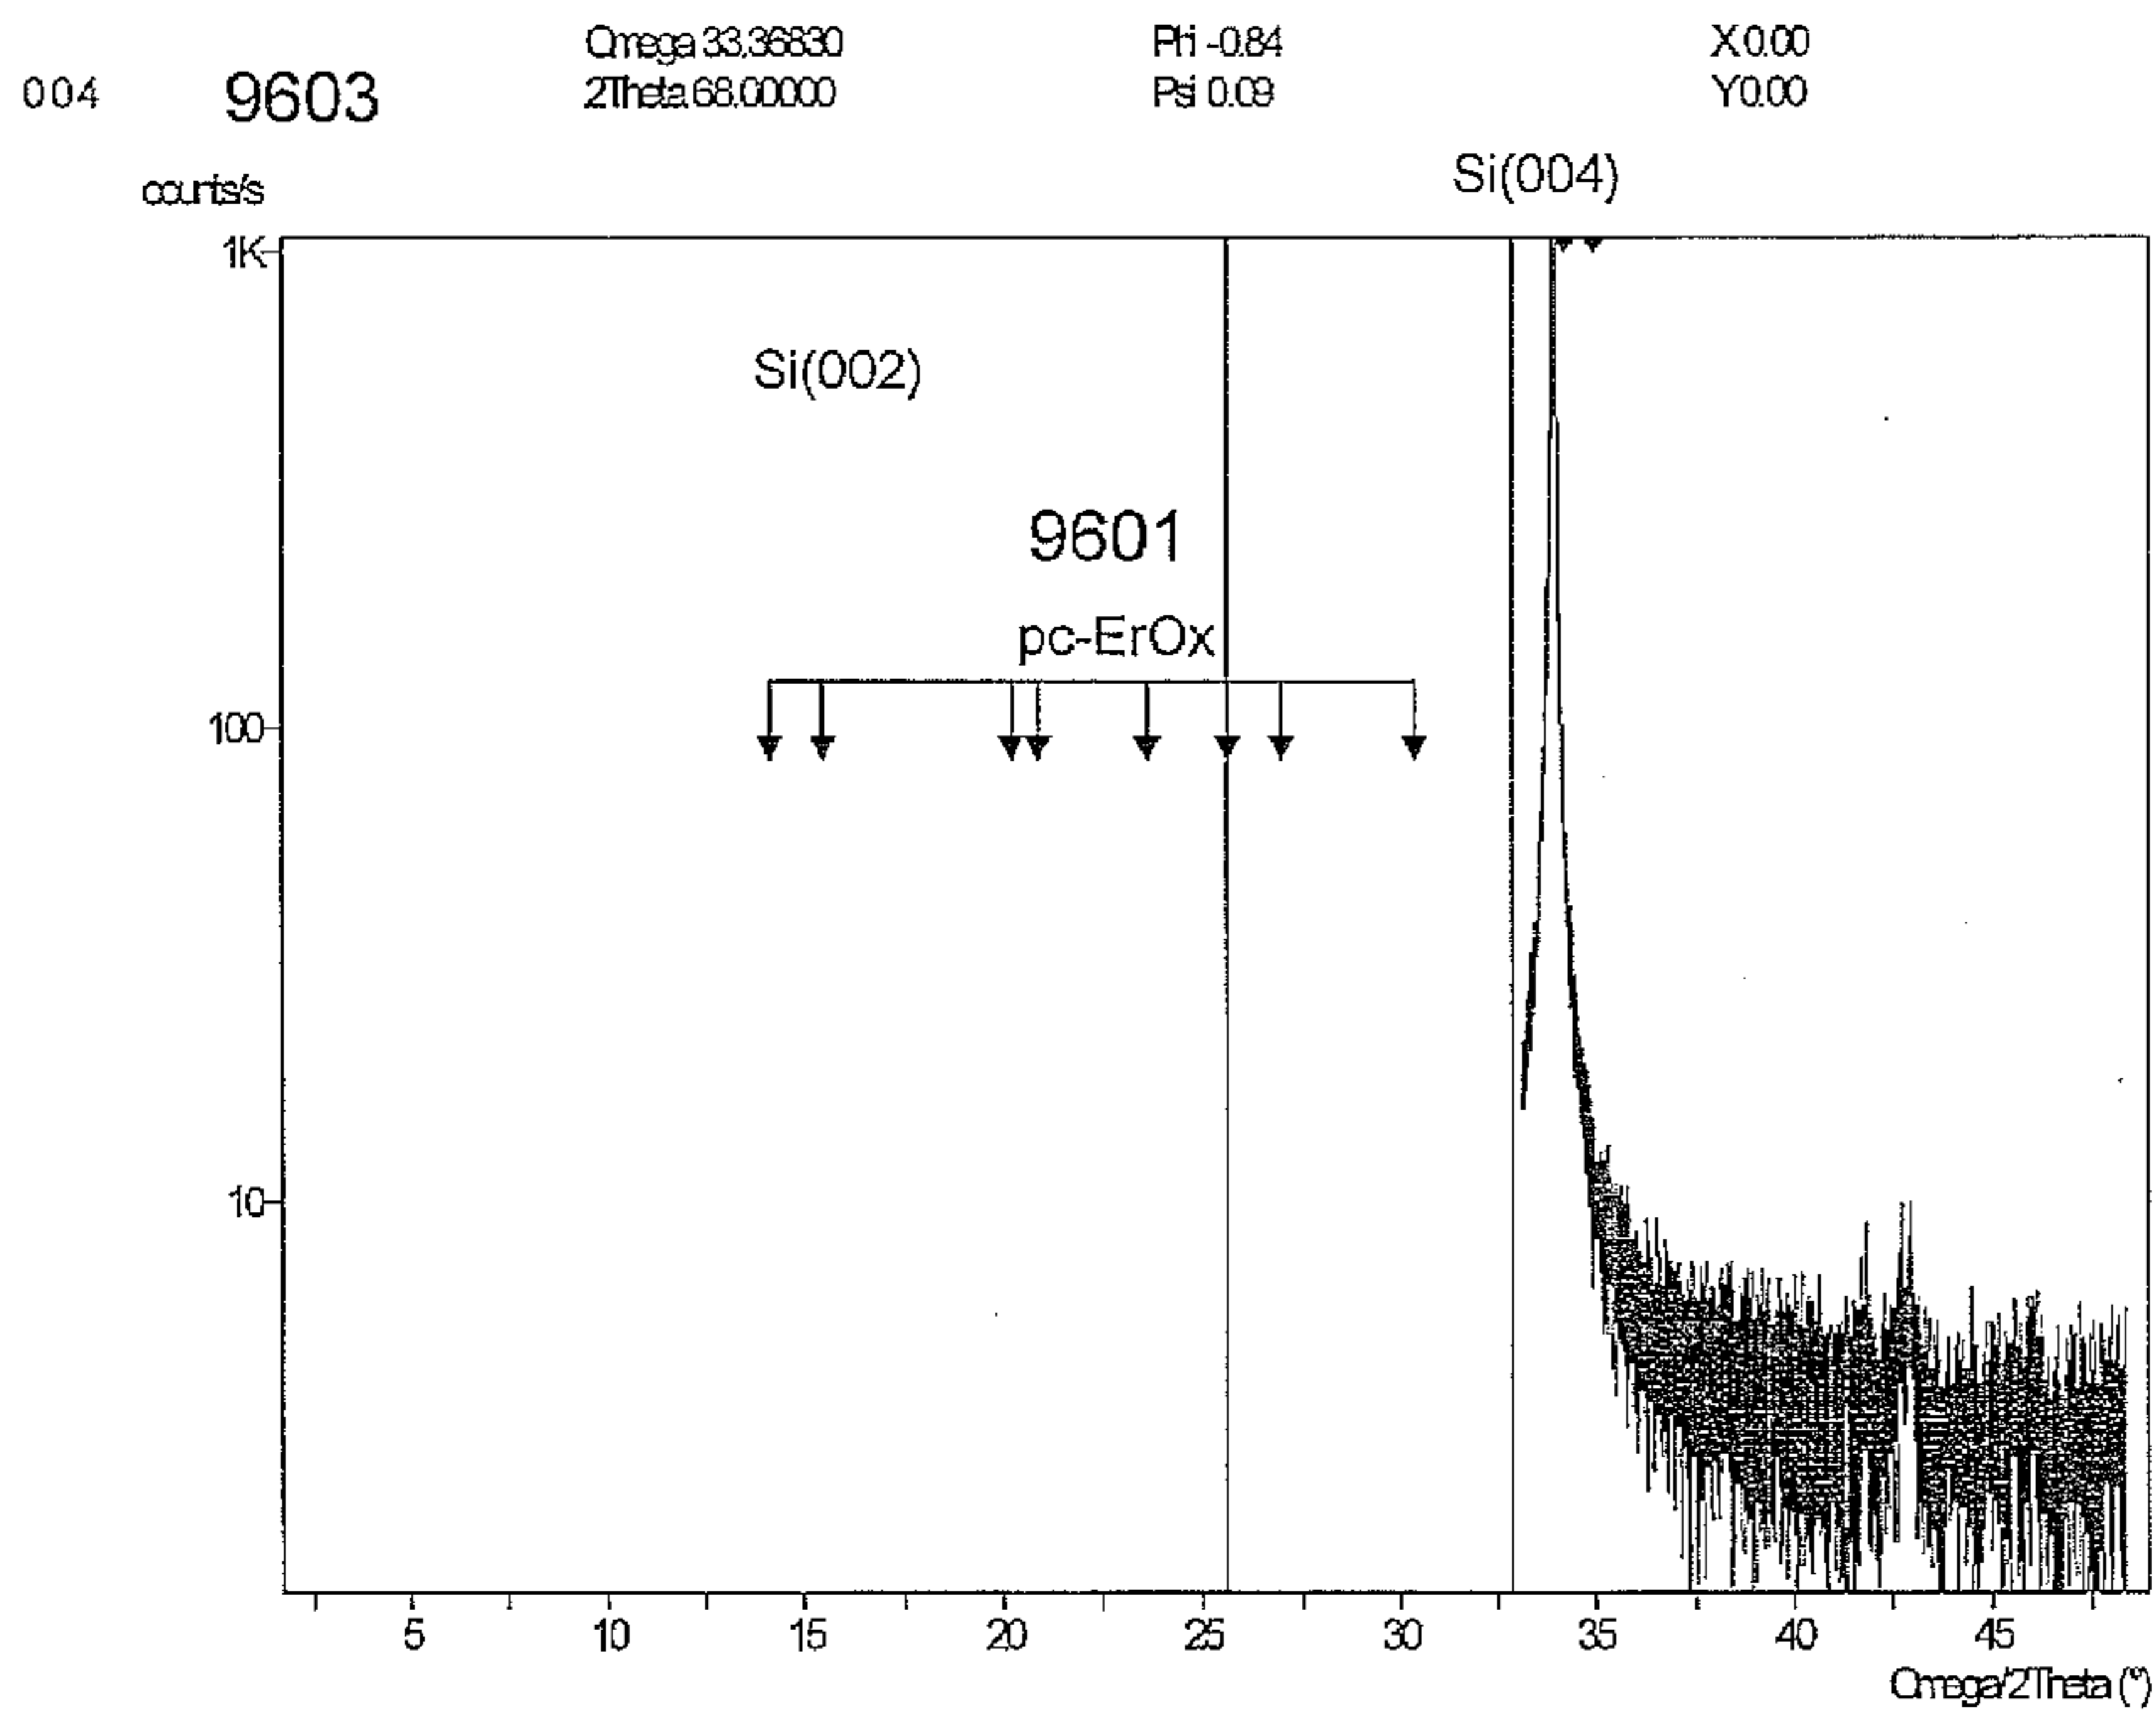 Omega 33.36830 Phi -0.84 X 0.00
004 9603 2Theta 68.00000 Psi 0.09 Y 0.00
counts/s
Si(004)
1K
Si(002)
9601
pc-ErOx
100
10
5 10 15 20 25 30 35 40 45
Omega/2Theta (°)